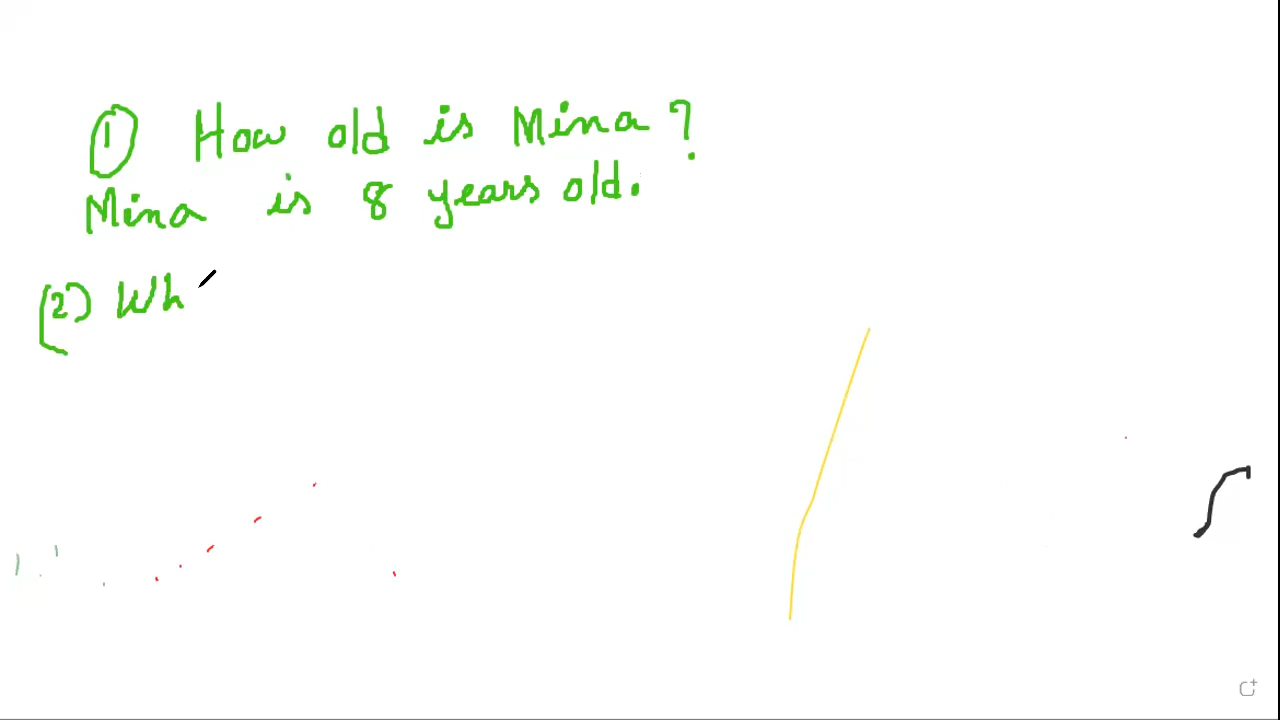 ① How old is Mina?
Mina is 8 years old.
(2) Wh